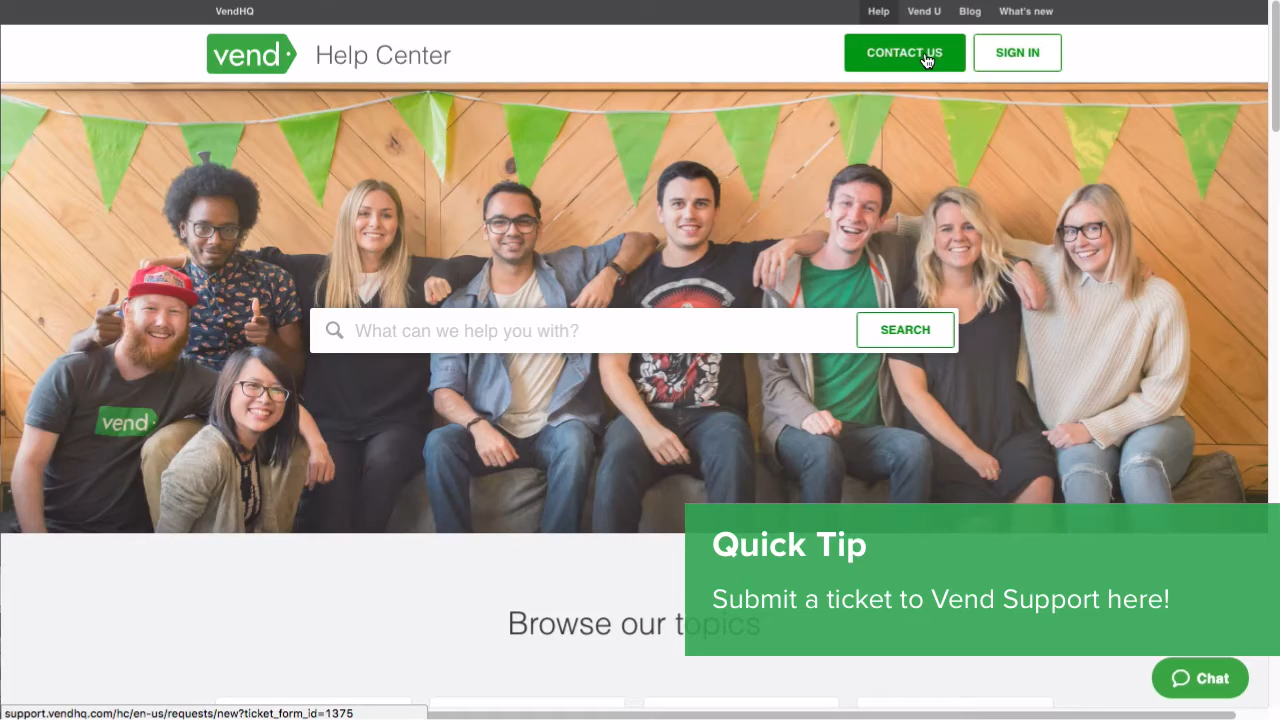 VendHQ
Help Vend U Blog What's new
vend Help Center
CONTACT US SIGN IN
What can we help you with? SEARCH
vend
Quick Tip
Submit a ticket to Vend Support here!
Browse our topics
Chat
support.vendhq.com/hc/en-us/requests/new?ticket_form_id=1375